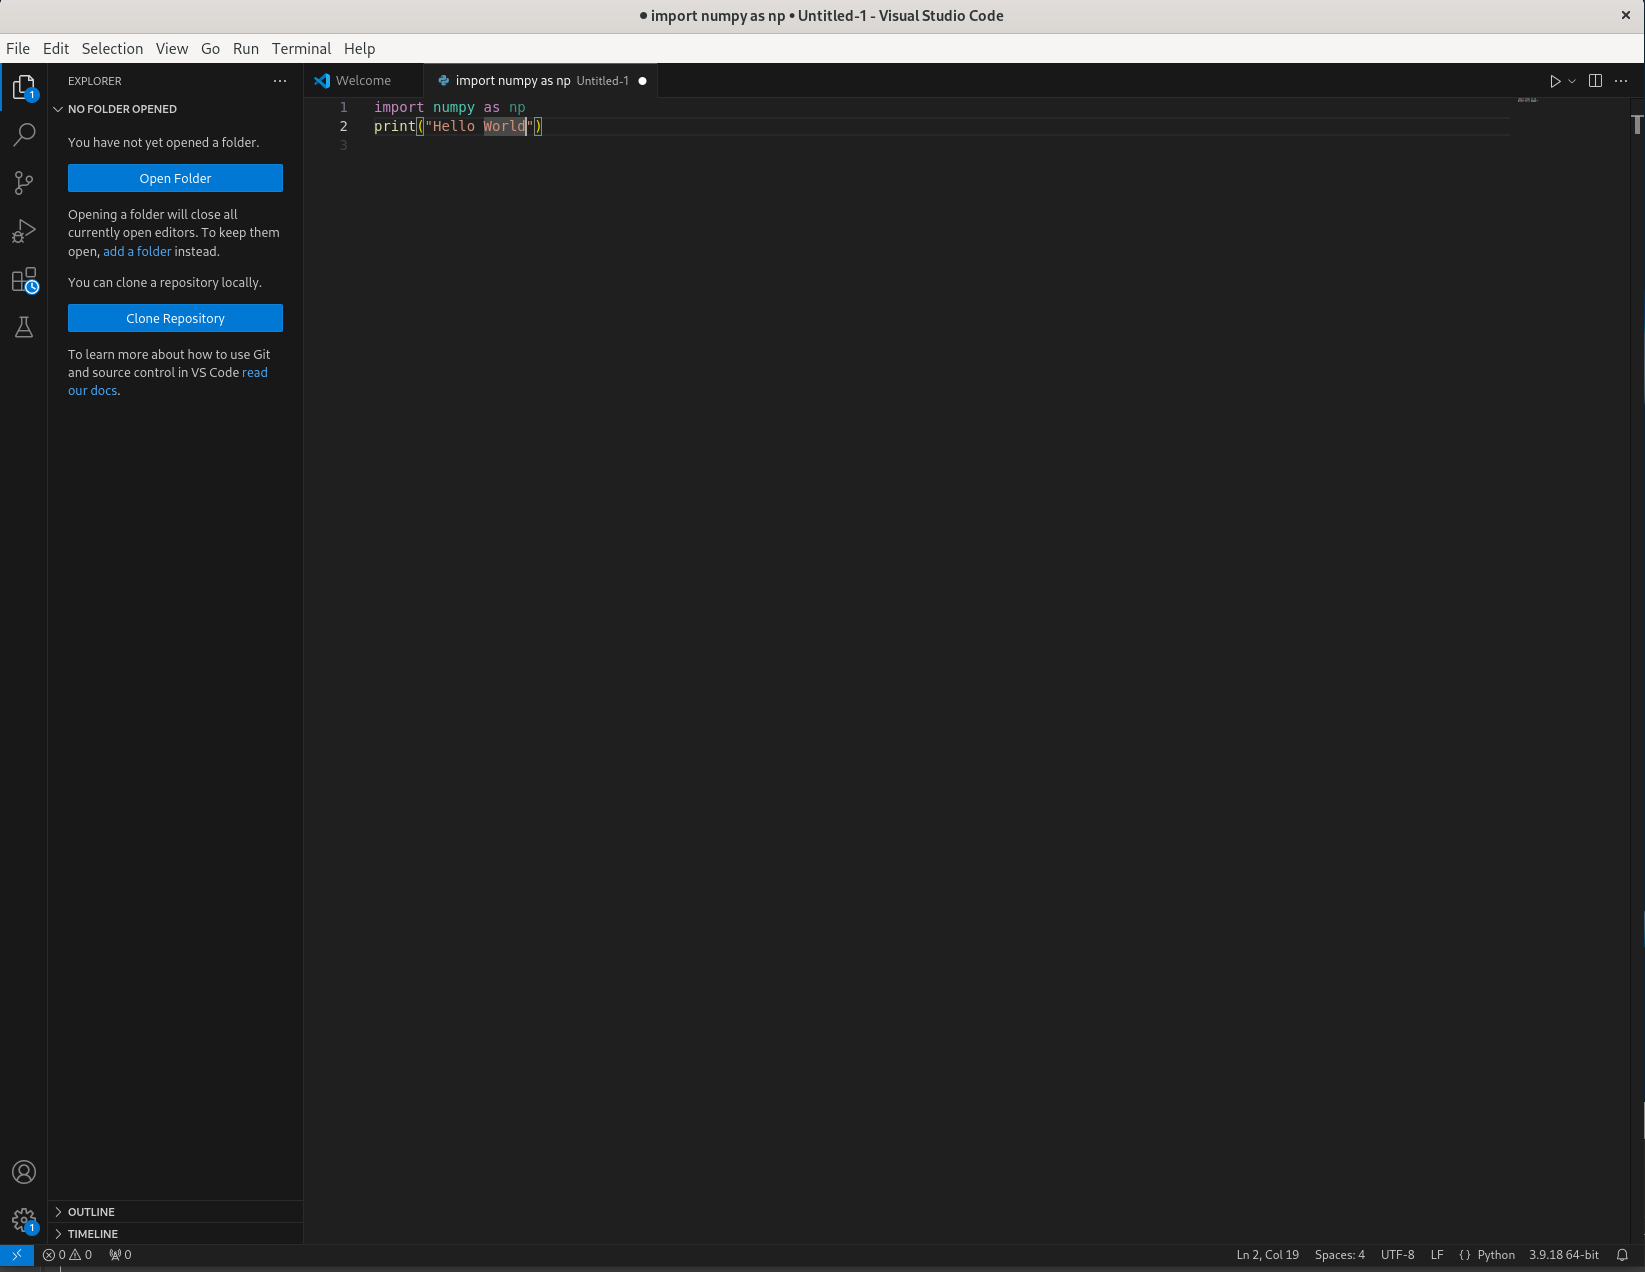 ● import numpy as np • Untitled-1 - Visual Studio Code
File Edit Selection View Go Run Terminal Help
EXPLORER
NO FOLDER OPENED
You have not yet opened a folder.
Open Folder
Opening a folder will close all
currently open editors. To keep them
open, add a folder instead.
You can clone a repository locally.
Clone Repository
To learn more about how to use Git
and source control in VS Code read
our docs.
OUTLINE
TIMELINE
1
1
Welcome
import numpy as np Untitled-1
1 import numpy as np
2 print("Hello World")
3
0 0 0
Ln 2, Col 19 Spaces: 4 UTF-8 LF {} Python 3.9.18 64-bit